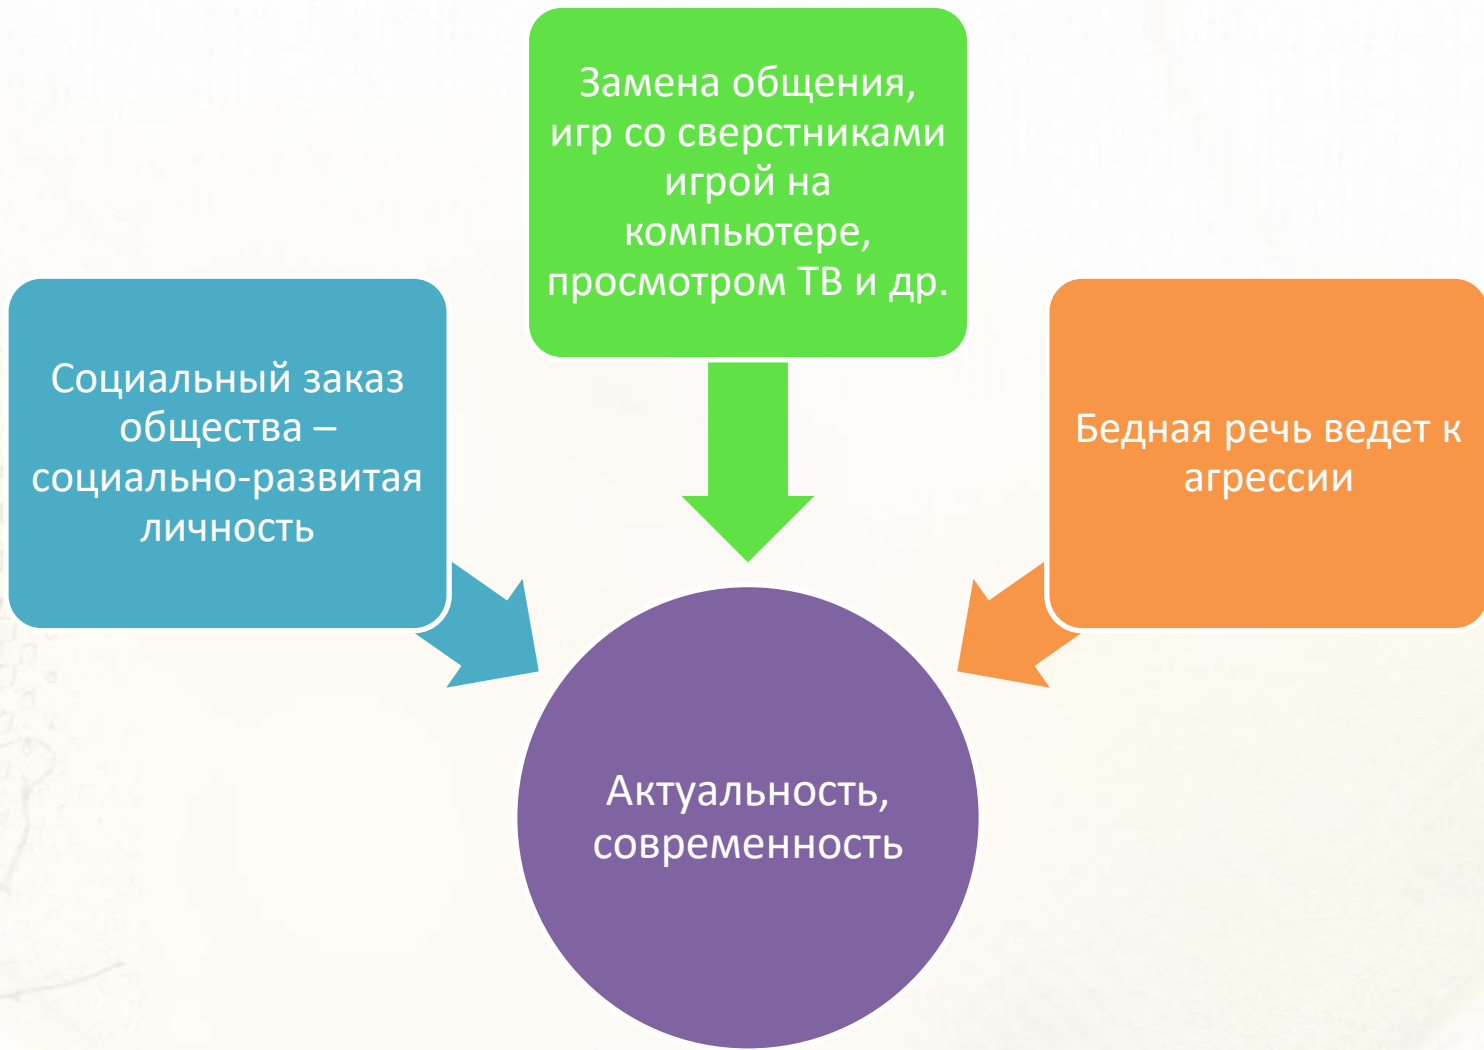 Замена общения,
игр со сверстниками
игрой на
компьютере,
просмотром ТВ и др.
Социальный заказ
общества –
социально-развитая
личность
Бедная речь ведет к
агрессии
Актуальность,
современность